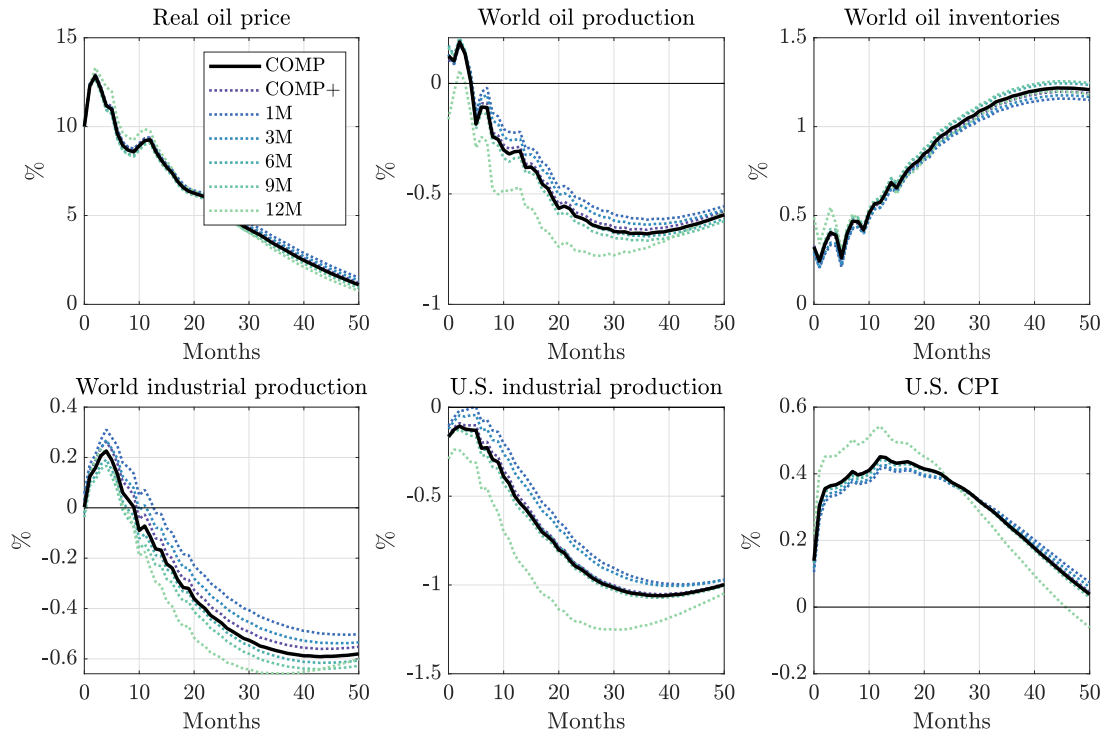 Real oil price
World oil production
World oil inventories
15
10
5
0
%
0 10 20 30 40 50
Months
COMP
COMP+
1M
3M
6M
9M
12M
0
-0.5
-1
%
0 10 20 30 40 50
Months
1.5
1
0.5
0
%
0 10 20 30 40 50
Months
World industrial production
U.S. industrial production
U.S. CPI
0.4
0.2
0
-0.2
-0.4
-0.6
%
0 10 20 30 40 50
Months
0
-0.5
-1
-1.5
%
0 10 20 30 40 50
Months
0.6
0.4
0.2
0
-0.2
%
0 10 20 30 40 50
Months